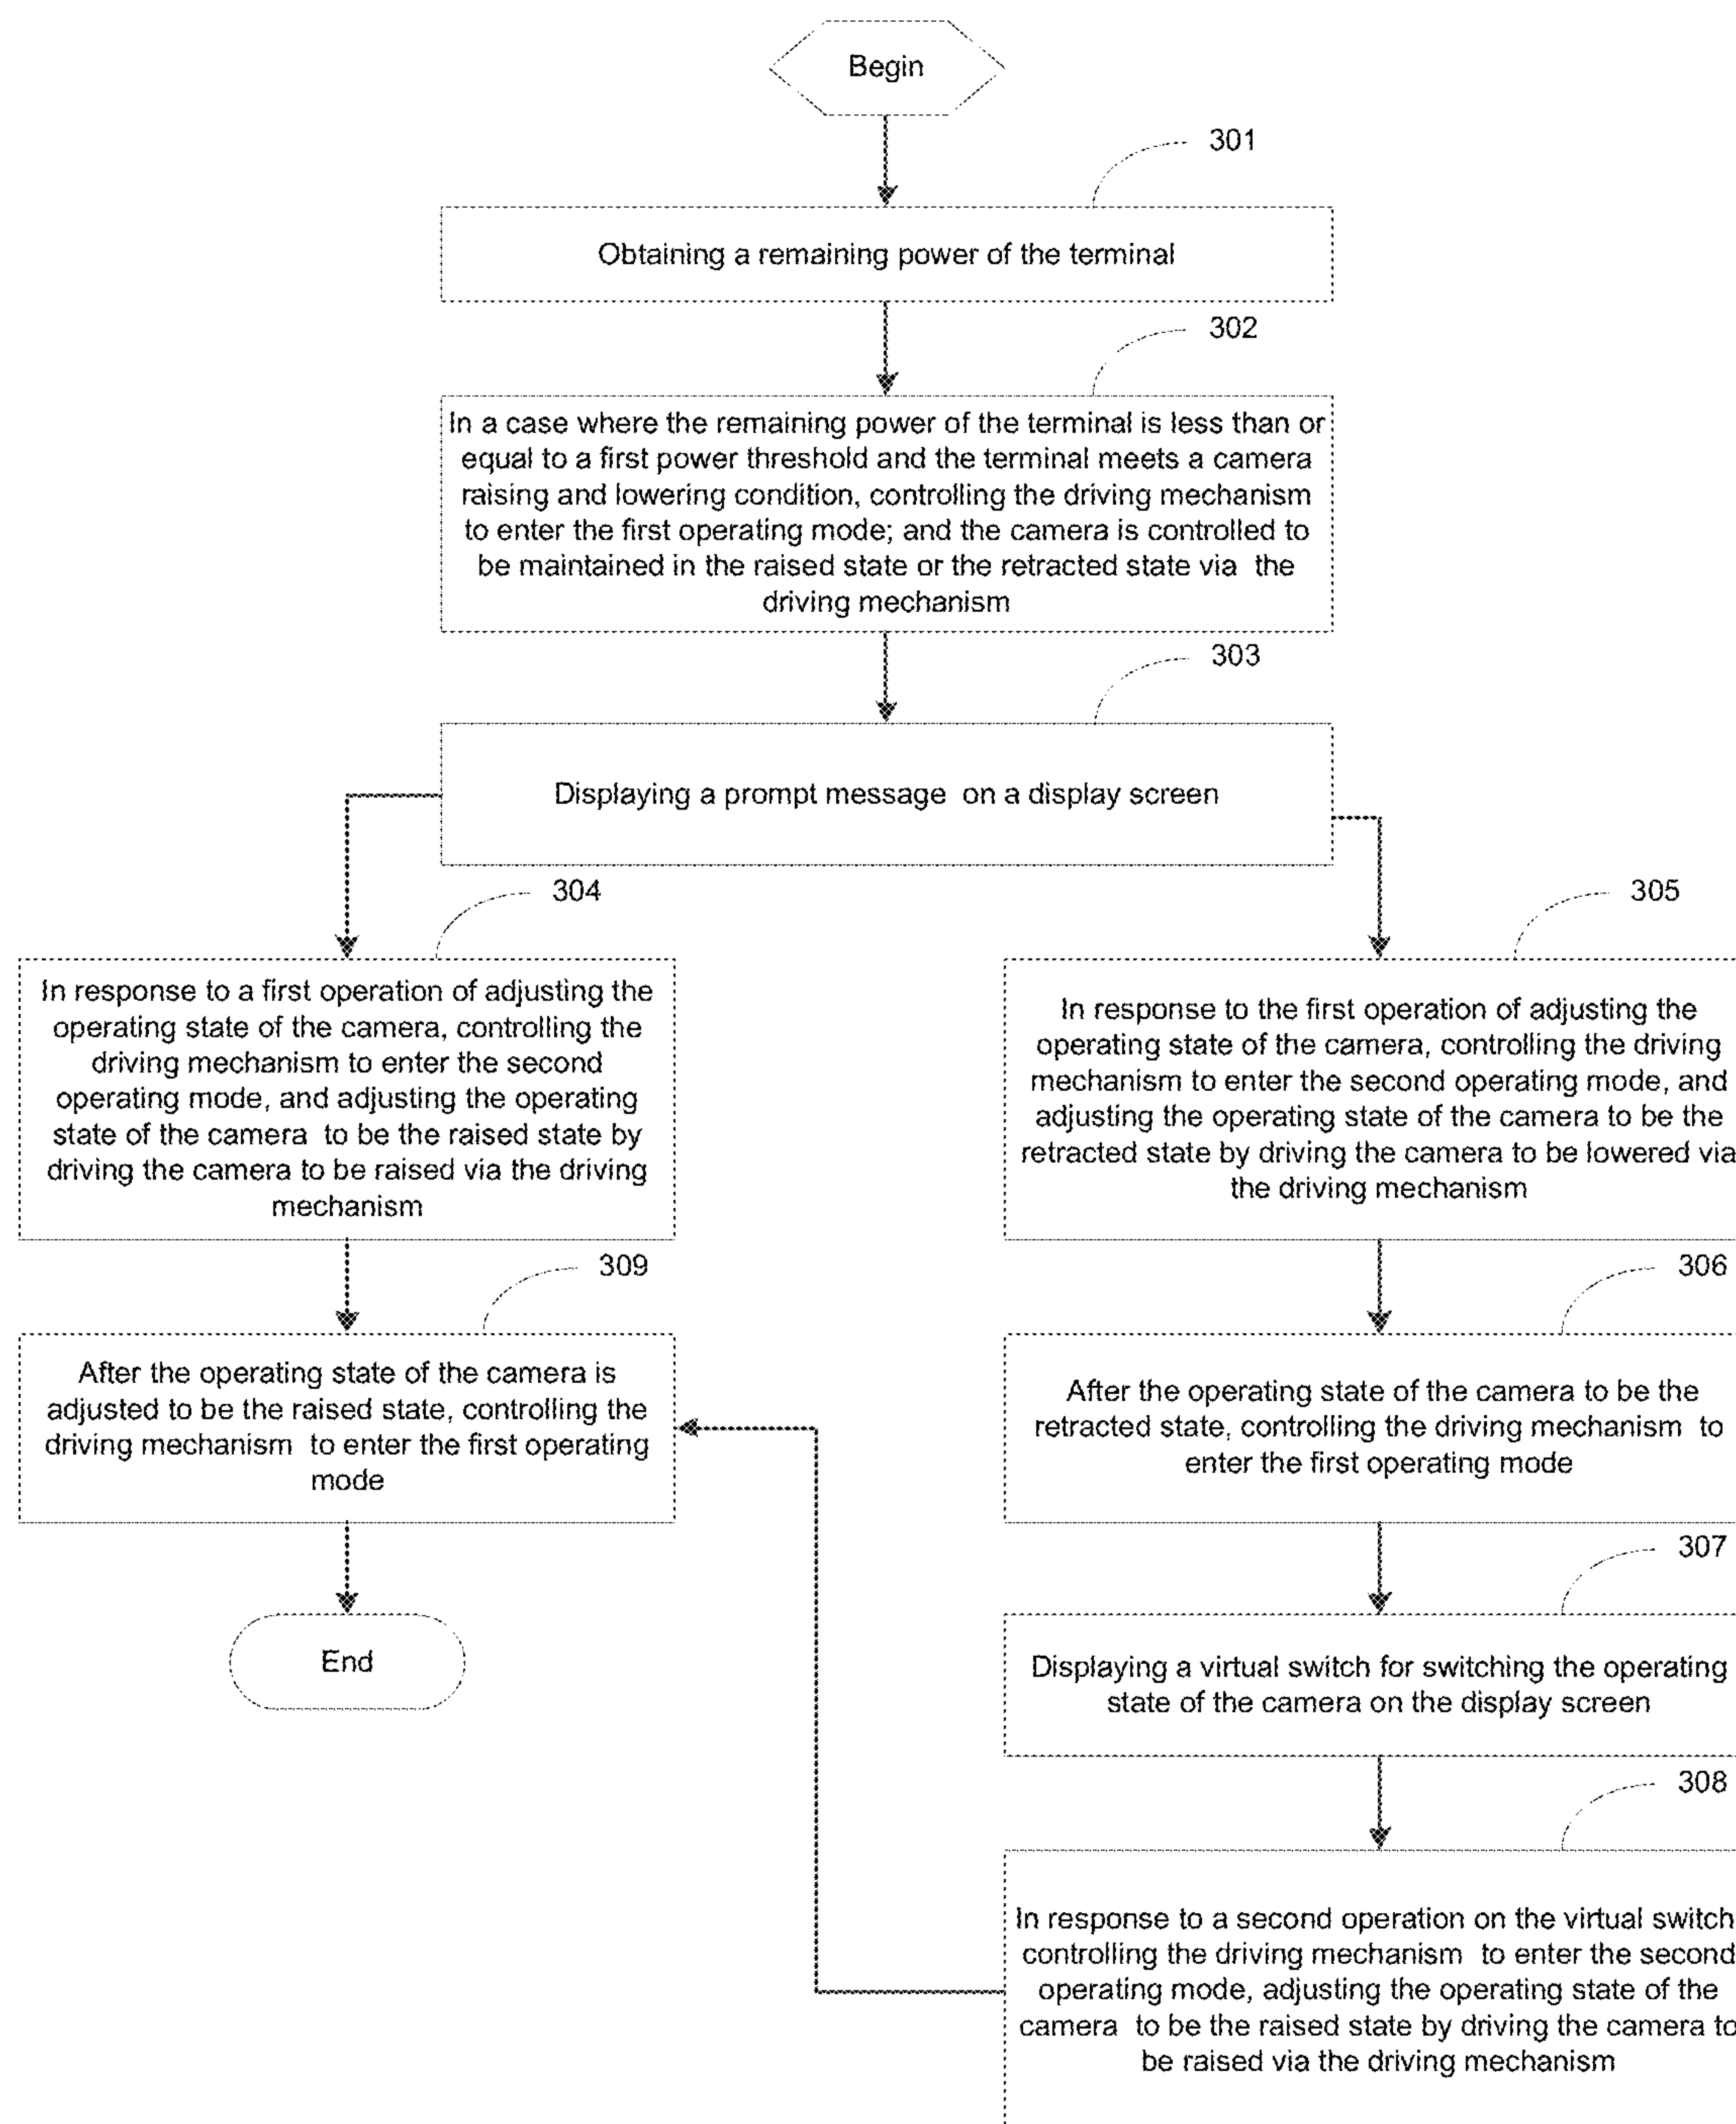 Begin
301
Obtaining a remaining power of the terminal
302
In a case where the remaining power of the terminal is less than or
equal to a first power threshold and the terminal meets a camera
raising and lowering condition, controlling the driving mechanism
to enter the first operating mode; and the camera is controlled to
be maintained in the raised state or the retracted state via the
driving mechanism
303
Displaying a prompt message on a display screen
304
In response to a first operation of adjusting the
operating state of the camera, controlling the
driving mechanism to enter the second
operating mode, and adjusting the operating
state of the camera to be the raised state by
driving the camera to be raised via the driving
mechanism
305
In response to the first operation of adjusting the
operating state of the camera, controlling the driving
mechanism to enter the second operating mode, and
adjusting the operating state of the camera to be the
retracted state by driving the camera to be lowered via
the driving mechanism
309
After the operating state of the camera is
adjusted to be the raised state, controlling the
driving mechanism to enter the first operating
mode
306
After the operating state of the camera to be the
retracted state, controlling the driving mechanism to
enter the first operating mode
End
307
Displaying a virtual switch for switching the operating
state of the camera on the display screen
308
In response to a second operation on the virtual switch
controlling the driving mechanism to enter the second
operating mode, adjusting the operating state of the
camera to be the raised state by driving the camera to
be raised via the driving mechanism